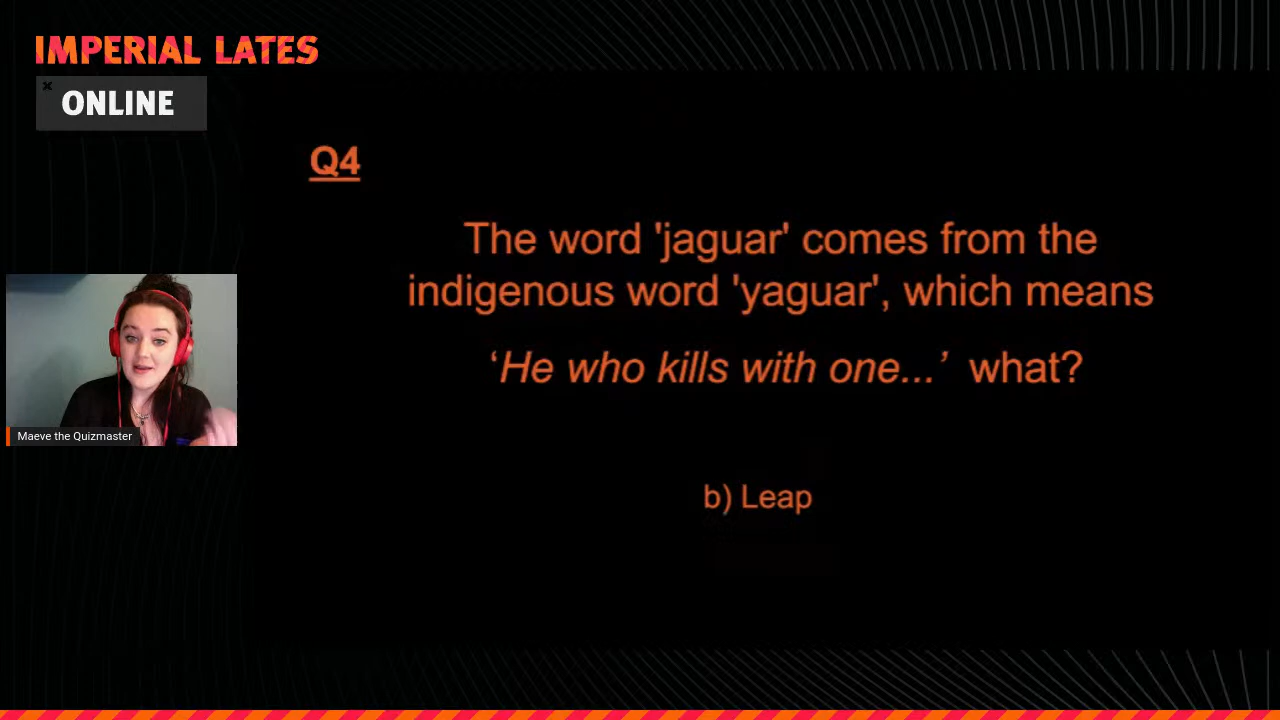 IMPERIAL LATES
ONLINE
Q4
The word 'jaguar' comes from the
indigenous word 'yaguar', which means
‘He who kills with one...’ what?
b) Leap
Maeve the Quizmaster